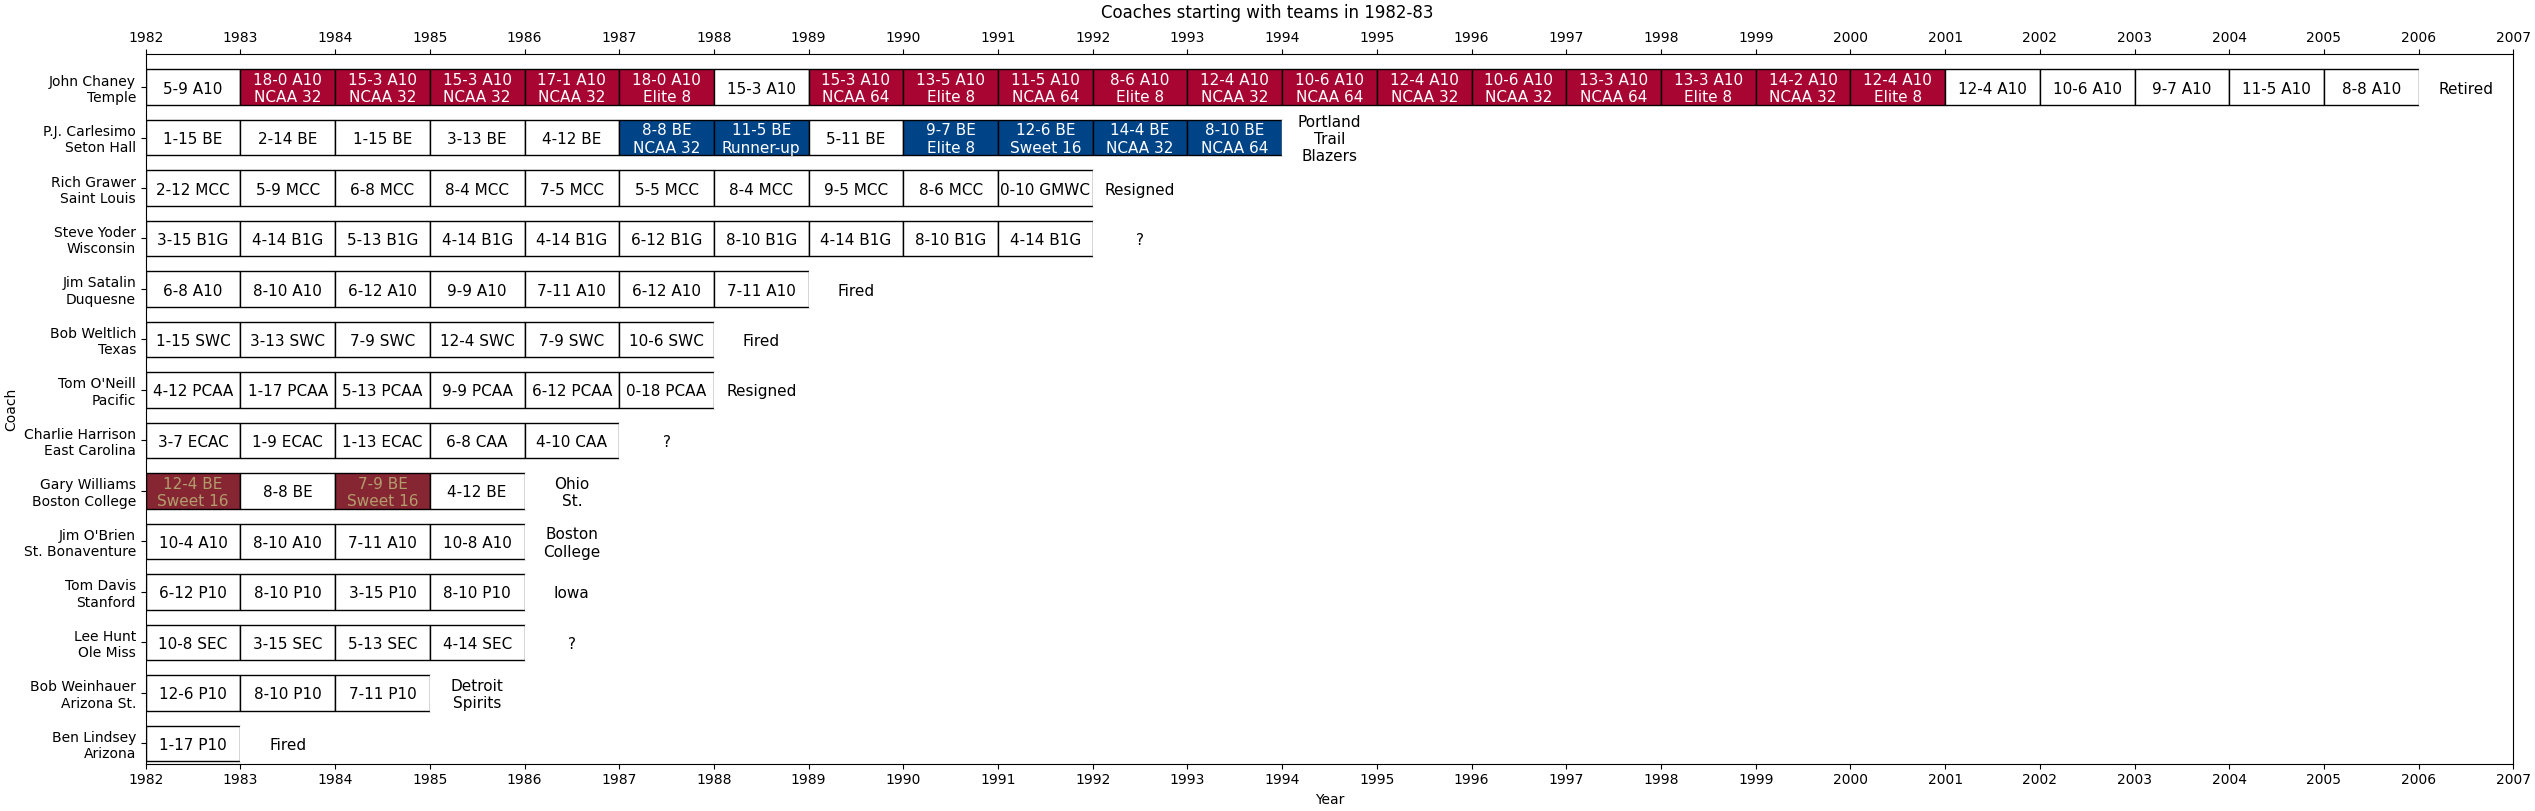 Coaches starting with teams in 1982-83
1982 1983 1984 1985 1986 1987 1988 1989 1990 1991 1992 1993 1994 1995 1996 1997 1998 1999 2000 2001 2002 2003 2004 2005 2006 2007
John Chaney
Temple
5-9 A10
18-0 A10
NCAA 32
15-3 A10
NCAA 32
15-3 A10
NCAA 32
17-1 A10
NCAA 32
18-0 A10
Elite 8
15-3 A10
15-3 A10
NCAA 64
13-5 A10
Elite 8
11-5 A10
NCAA 64
8-6 A10
Elite 8
12-4 A10
NCAA 32
10-6 A10
NCAA 64
12-4 A10
NCAA 32
10-6 A10
NCAA 32
13-3 A10
NCAA 64
13-3 A10
Elite 8
14-2 A10
NCAA 32
12-4 A10
Elite 8
12-4 A10
10-6 A10
9-7 A10
11-5 A10
8-8 A10
Retired
P.J. Carlesimo
Seton Hall
1-15 BE
2-14 BE
1-15 BE
3-13 BE
4-12 BE
8-8 BE
NCAA 32
11-5 BE
Runner-up
5-11 BE
9-7 BE
Elite 8
12-6 BE
Sweet 16
14-4 BE
NCAA 32
8-10 BE
NCAA 64
Portland
Trail
Blazers
Rich Grawer
Saint Louis
2-12 MCC
5-9 MCC
6-8 MCC
8-4 MCC
7-5 MCC
5-5 MCC
8-4 MCC
9-5 MCC
8-6 MCC
0-10 GMWC
Resigned
Steve Yoder
Wisconsin
3-15 B1G
4-14 B1G
5-13 B1G
4-14 B1G
4-14 B1G
6-12 B1G
8-10 B1G
4-14 B1G
8-10 B1G
4-14 B1G
?
Jim Satalin
Duquesne
6-8 A10
8-10 A10
6-12 A10
9-9 A10
7-11 A10
6-12 A10
7-11 A10
Fired
Bob Weltlich
Texas
1-15 SWC
3-13 SWC
7-9 SWC
12-4 SWC
7-9 SWC
10-6 SWC
Fired
Tom O'Neill
Pacific
4-12 PCAA
1-17 PCAA
5-13 PCAA
9-9 PCAA
6-12 PCAA
0-18 PCAA
Resigned
Coach
Charlie Harrison
East Carolina
3-7 ECAC
1-9 ECAC
1-13 ECAC
6-8 CAA
4-10 CAA
?
Gary Williams
Boston College
12-4 BE
Sweet 16
8-8 BE
7-9 BE
Sweet 16
4-12 BE
Ohio
St.
Jim O'Brien
St. Bonaventure
10-4 A10
8-10 A10
7-11 A10
10-8 A10
Boston
College
Tom Davis
Stanford
6-12 P10
8-10 P10
3-15 P10
8-10 P10
Iowa
Lee Hunt
Ole Miss
10-8 SEC
3-15 SEC
5-13 SEC
4-14 SEC
?
Bob Weinhauer
Arizona St.
12-6 P10
8-10 P10
7-11 P10
Detroit
Spirits
Ben Lindsey
Arizona
1-17 P10
Fired
1982 1983 1984 1985 1986 1987 1988 1989 1990 1991 1992 1993 1994 1995 1996 1997 1998 1999 2000 2001 2002 2003 2004 2005 2006 2007
Year